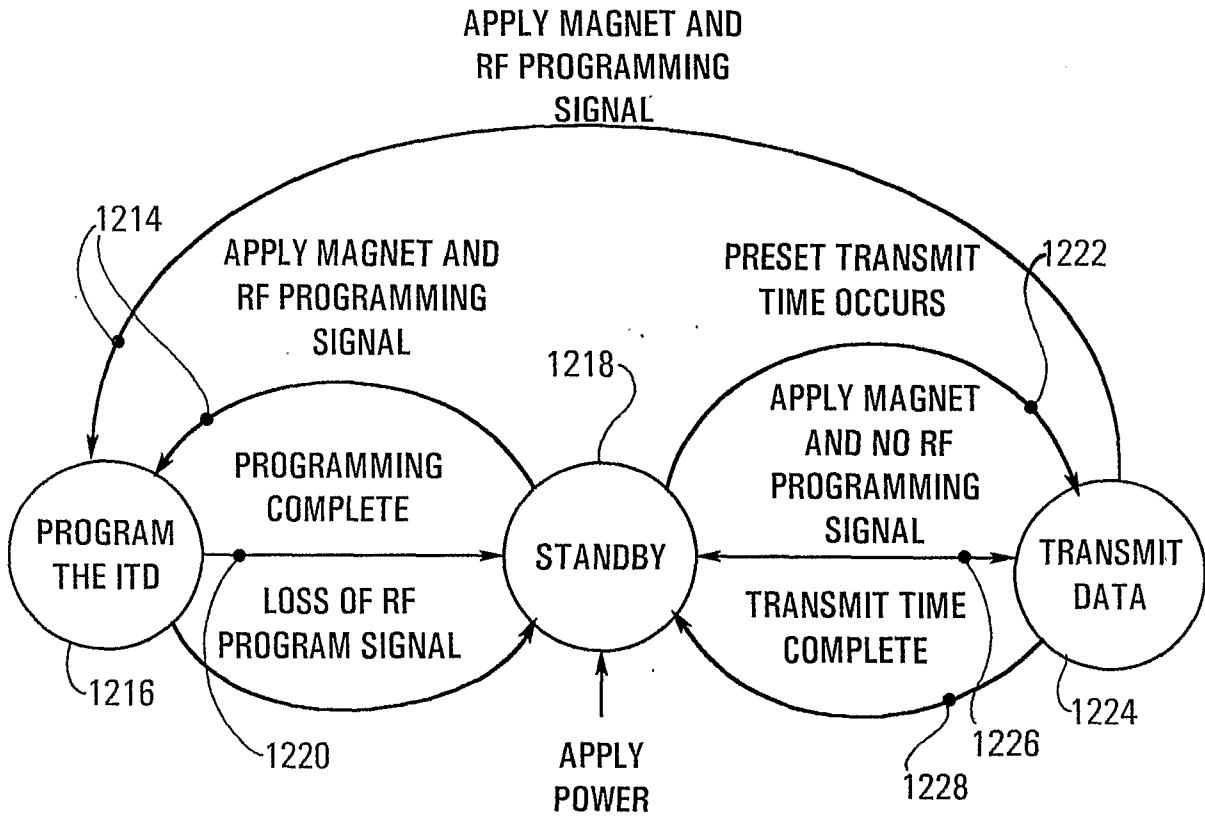 APPLY MAGNET AND
RF PROGRAMMING
SIGNAL
1214
APPLY MAGNET AND
RF PROGRAMMING
SIGNAL
PRESET TRANSMIT
TIME OCCURS
1222
1218
APPLY MAGNET
AND NO RF
PROGRAMMING
SIGNAL
PROGRAMMING
COMPLETE
PROGRAM
THE ITD
STANDBY
TRANSMIT
DATA
LOSS OF RF
PROGRAM SIGNAL
TRANSMIT TIME
COMPLETE
1216
1220
APPLY
POWER
1224
1226
1228